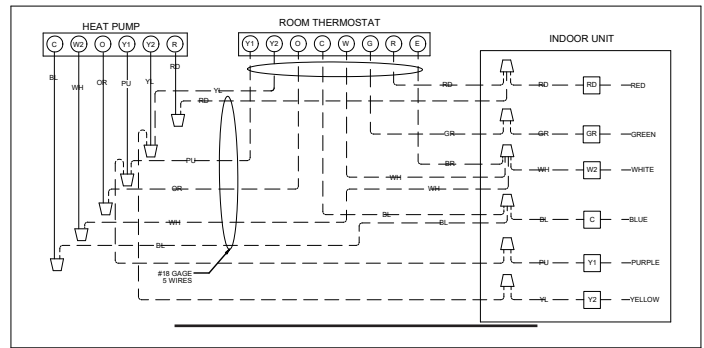 HEAT PUMP
ROOM THERMOSTAT
INDOOR UNIT
C W2 O Y1 Y2 R
Y1 Y2 O C W G R E
BL
WH
OR
PU
YL
RD
YL
RD
RD
RD
RD
RED
GR
GR
GR
GREEN
PU
BR
WH
W2
WHITE
WH
OR
WH
BL
WH
BL
BL
BL
C
BLUE
#18 GAGE
5 WIRES
PU
Y1
PURPLE
YL
Y2
YELLOW